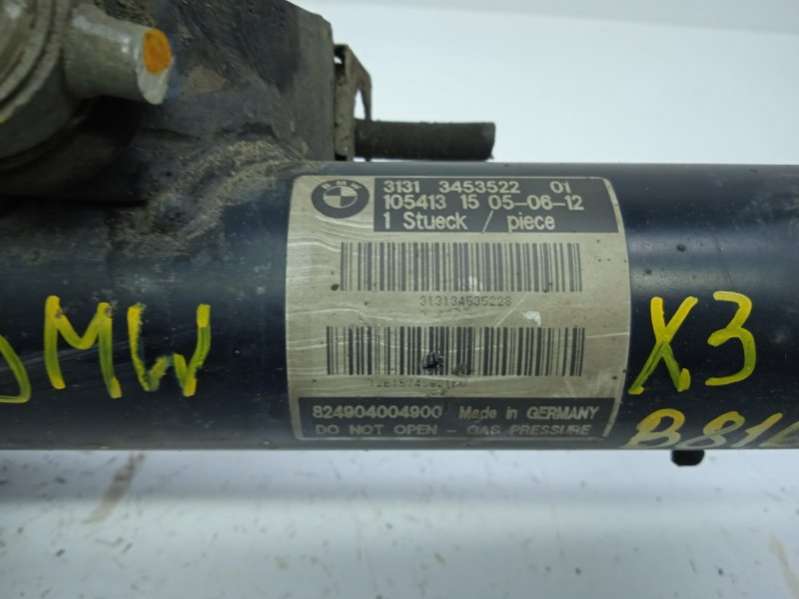 BMW
3131 3453522 01
105413 15 05-06-12
1 Stueck / piece
313134535228
824904004900 Made in GERMANY
DO NOT OPEN - GAS PRESSURE
BMW
X3